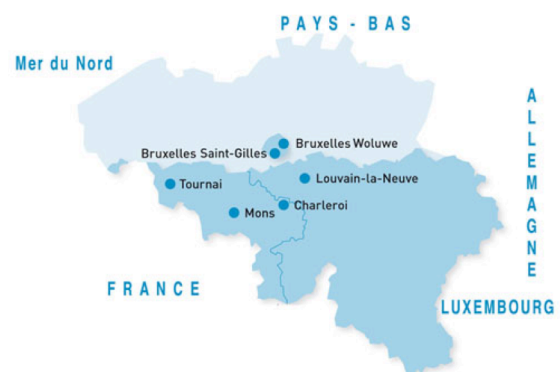 PAYS - BAS
Mer du Nord
ALLEMAGNE
Bruxelles Woluwe
Bruxelles Saint-Gilles
Tournai
Louvain-la-Neuve
Mons
Charleroi
FRANCE
LUXEMBOURG